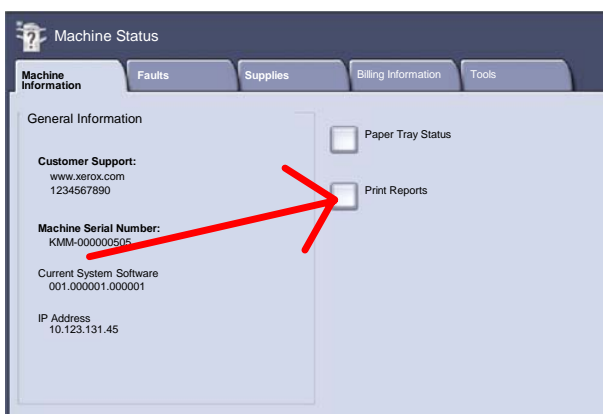 Machine Status
Machine
Information
Faults
Supplies
Billing Information
Tools
General Information
Customer Support:
www.xerox.com
1234567890
Machine Serial Number:
KMM-000000505
Current System Software
001.000001.000001
IP Address
10.123.131.45
Paper Tray Status
Print Reports